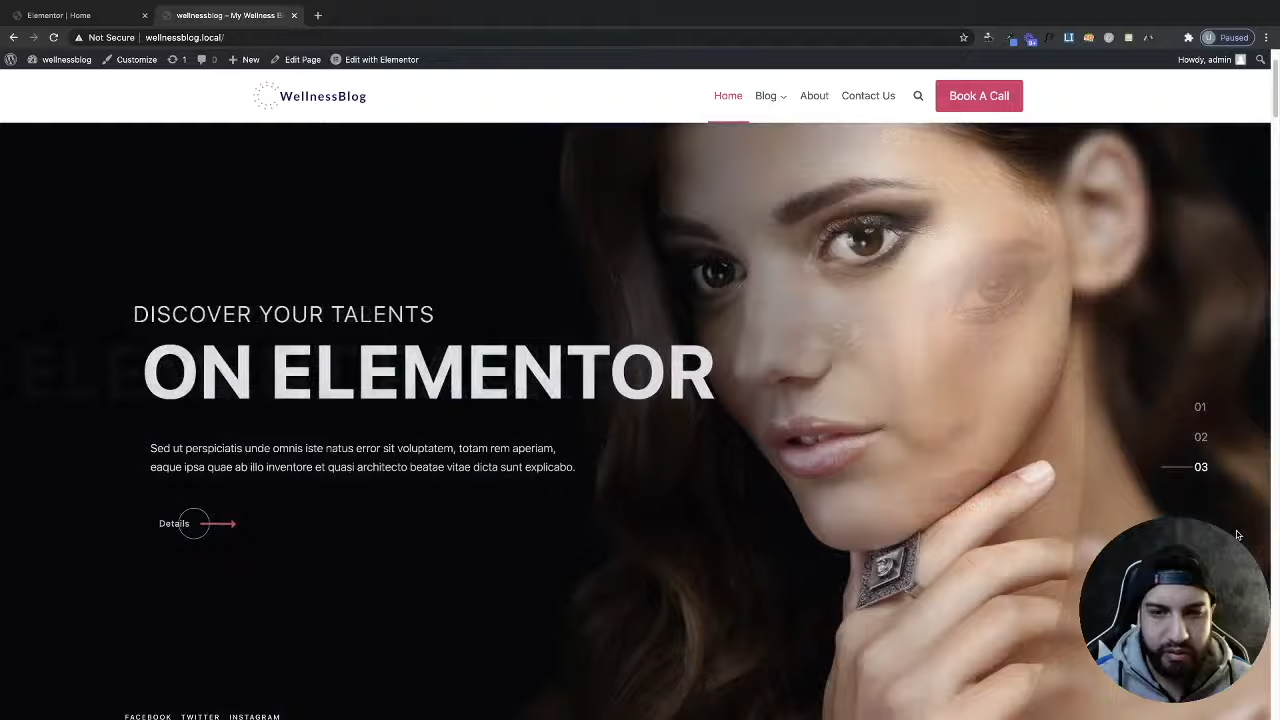 Elementor | Home
wellnessblog – My Wellness B
Not Secure | wellnessblog.local/
Paused
wellnessblog Customize 1 0 New Edit Page Edit with Elementor Howdy, admin
WellnessBlog
Home Blog About Contact Us Book A Call
DISCOVER YOUR TALENTS
ON ELEMENTOR
Sed ut perspiciatis unde omnis iste natus error sit voluptatem, totam rem aperiam,
eaque ipsa quae ab illo inventore et quasi architecto beatae vitae dicta sunt explicabo.
Details
01
02
03
FACEBOOK TWITTER INSTAGRAM